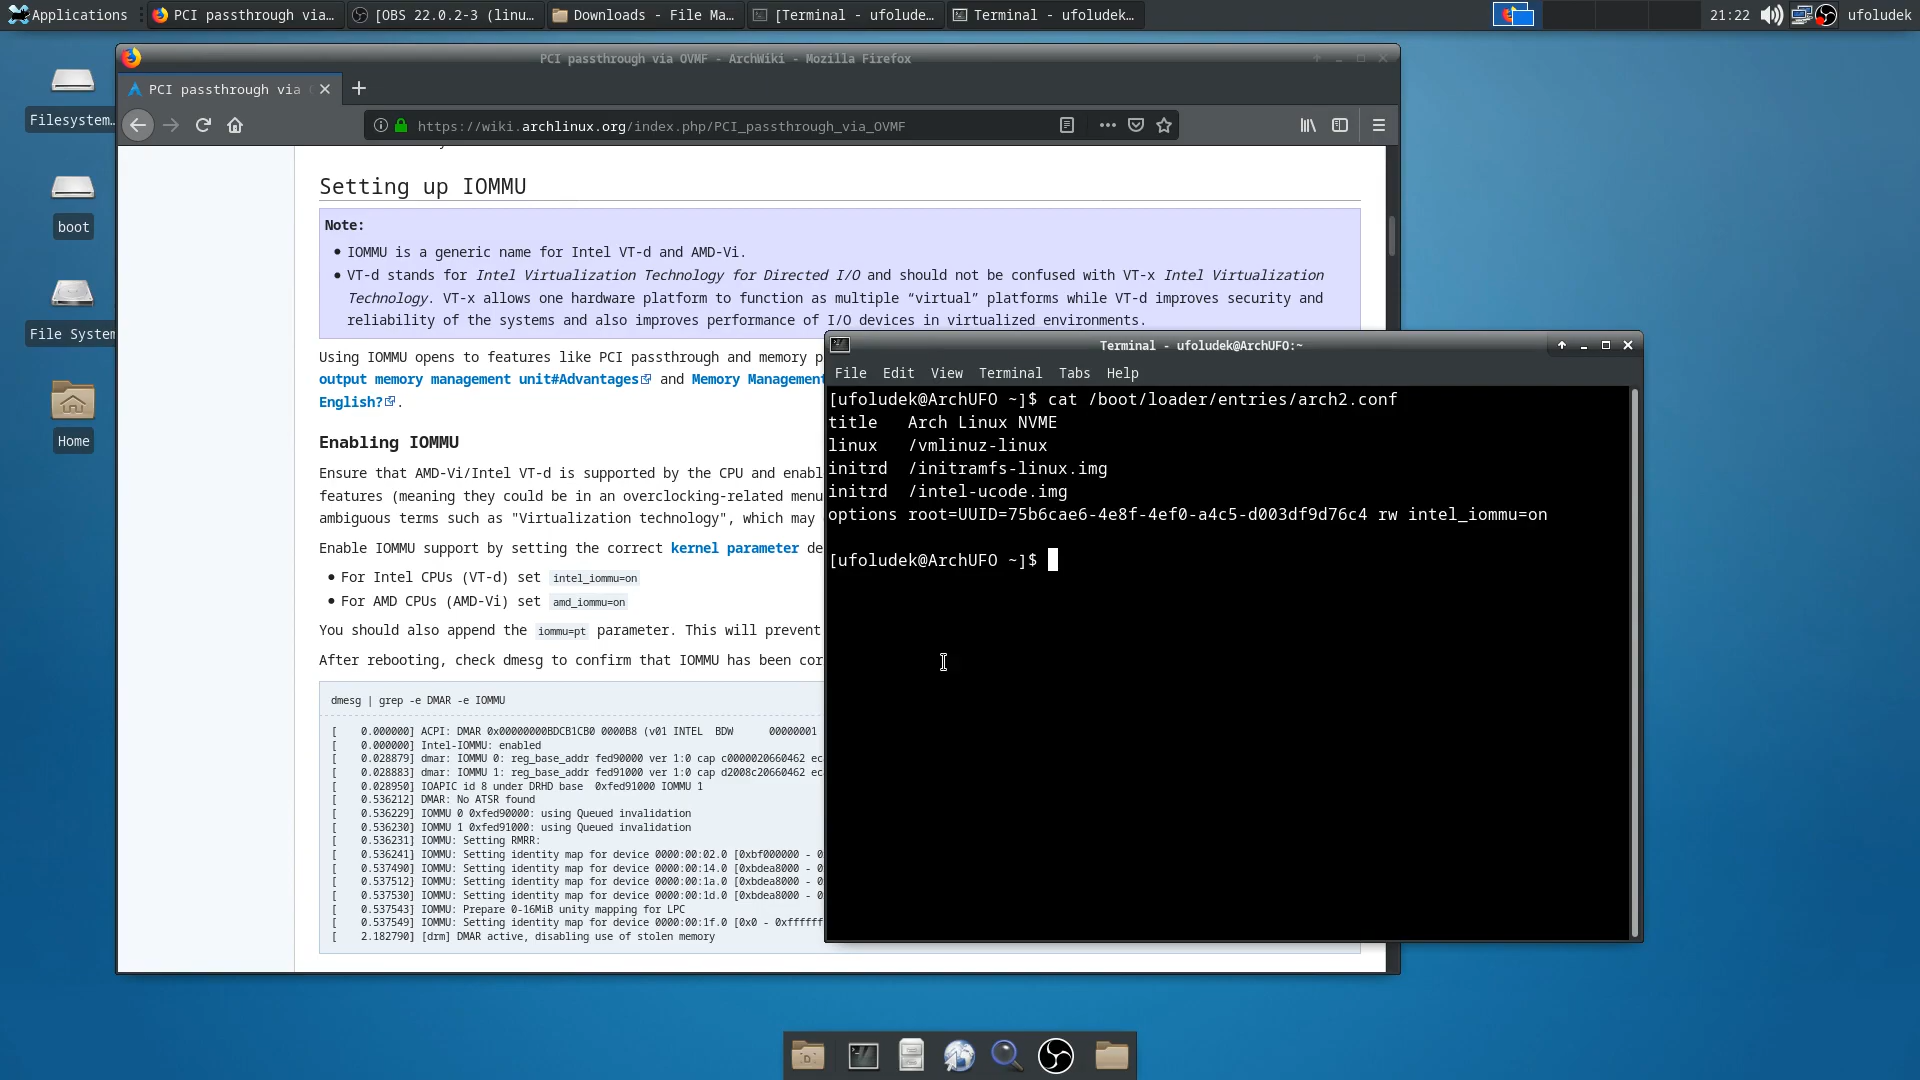 Applications
PCI passthrough via...
[OBS 22.0.2-3 (linu...
Downloads - File Ma...
[Terminal - ufolude...
Terminal - ufoludek...
21:22
ufoludek
Filesystem...
boot
File System
Home
PCI passthrough via OVMF - ArchWiki - Mozilla Firefox
PCI passthrough via
https://wiki.archlinux.org/index.php/PCI_passthrough_via_OVMF
Setting up IOMMU
Note:
• IOMMU is a generic name for Intel VT-d and AMD-Vi.
• VT-d stands for Intel Virtualization Technology for Directed I/O and should not be confused with VT-x Intel Virtualization
Technology. VT-x allows one hardware platform to function as multiple “virtual” platforms while VT-d improves security and
reliability of the systems and also improves performance of I/O devices in virtualized environments.
Using IOMMU opens to features like PCI passthrough and memory p
output memory management unit#Advantages and Memory Management
English?.
Enabling IOMMU
Ensure that AMD-Vi/Intel VT-d is supported by the CPU and enabl
features (meaning they could be in an overclocking-related menu
ambiguous terms such as "Virtualization technology", which may
Enable IOMMU support by setting the correct kernel parameter de
• For Intel CPUs (VT-d) set intel_iommu=on
• For AMD CPUs (AMD-Vi) set amd_iommu=on
You should also append the iommu=pt parameter. This will prevent
After rebooting, check dmesg to confirm that IOMMU has been cor
dmesg | grep -e DMAR -e IOMMU
[    0.000000] ACPI: DMAR 0x00000000BDCB1CB0 0000B8 (v01 INTEL  BDW      00000001
[    0.000000] Intel-IOMMU: enabled
[    0.028879] dmar: IOMMU 0: reg_base_addr fed90000 ver 1:0 cap c0000020660462 ec
[    0.028883] dmar: IOMMU 1: reg_base_addr fed91000 ver 1:0 cap d2008c20660462 ec
[    0.028950] IOAPIC id 8 under DRHD base  0xfed91000 IOMMU 1
[    0.536212] DMAR: No ATSR found
[    0.536229] IOMMU 0 0xfed90000: using Queued invalidation
[    0.536230] IOMMU 1 0xfed91000: using Queued invalidation
[    0.536231] IOMMU: Setting RMRR:
[    0.536241] IOMMU: Setting identity map for device 0000:00:02.0 [0xbf000000 - 0
[    0.537490] IOMMU: Setting identity map for device 0000:00:14.0 [0xbdea8000 - 0
[    0.537512] IOMMU: Setting identity map for device 0000:00:1a.0 [0xbdea8000 - 0
[    0.537530] IOMMU: Setting identity map for device 0000:00:1d.0 [0xbdea8000 - 0
[    0.537543] IOMMU: Prepare 0-16MiB unity mapping for LPC
[    0.537549] IOMMU: Setting identity map for device 0000:00:1f.0 [0x0 - 0xffffff
[    2.182790] [drm] DMAR active, disabling use of stolen memory
Terminal - ufoludek@ArchUFO:~
File Edit View Terminal Tabs Help
[ufoludek@ArchUFO ~]$ cat /boot/loader/entries/arch2.conf
title   Arch Linux NVME
linux   /vmlinuz-linux
initrd  /initramfs-linux.img
initrd  /intel-ucode.img
options root=UUID=75b6cae6-4e8f-4ef0-a4c5-d003df9d76c4 rw intel_iommu=on
[ufoludek@ArchUFO ~]$